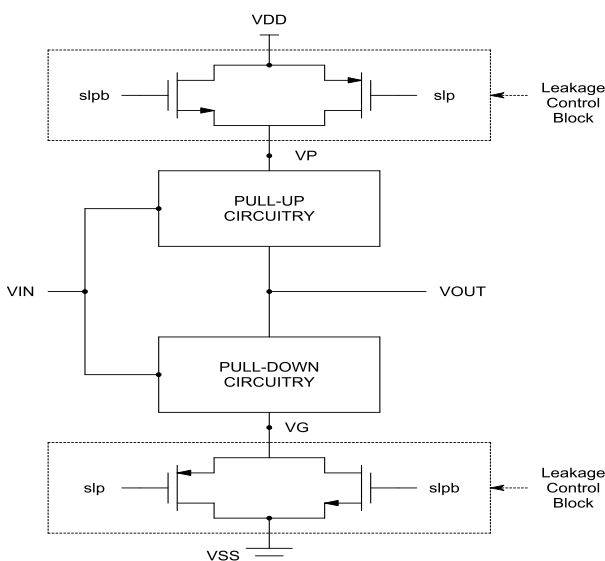 VDD
slpb
slp
Leakage
Control
Block
VP
PULL-UP
CIRCUITRY
VIN
VOUT
PULL-DOWN
CIRCUITRY
VG
slp
slpb
Leakage
Control
Block
VSS